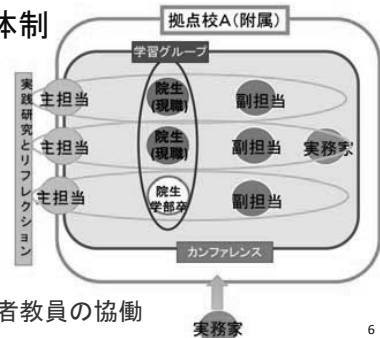 体制
拠点校A(附属)
学習グループ
実践研究とリフレクション
主担当
院生
(現職)
副担当
主担当
院生
(現職)
副担当
実務家
主担当
院生
学部卒
副担当
カンファレンス
者教員の協働
実務家
6